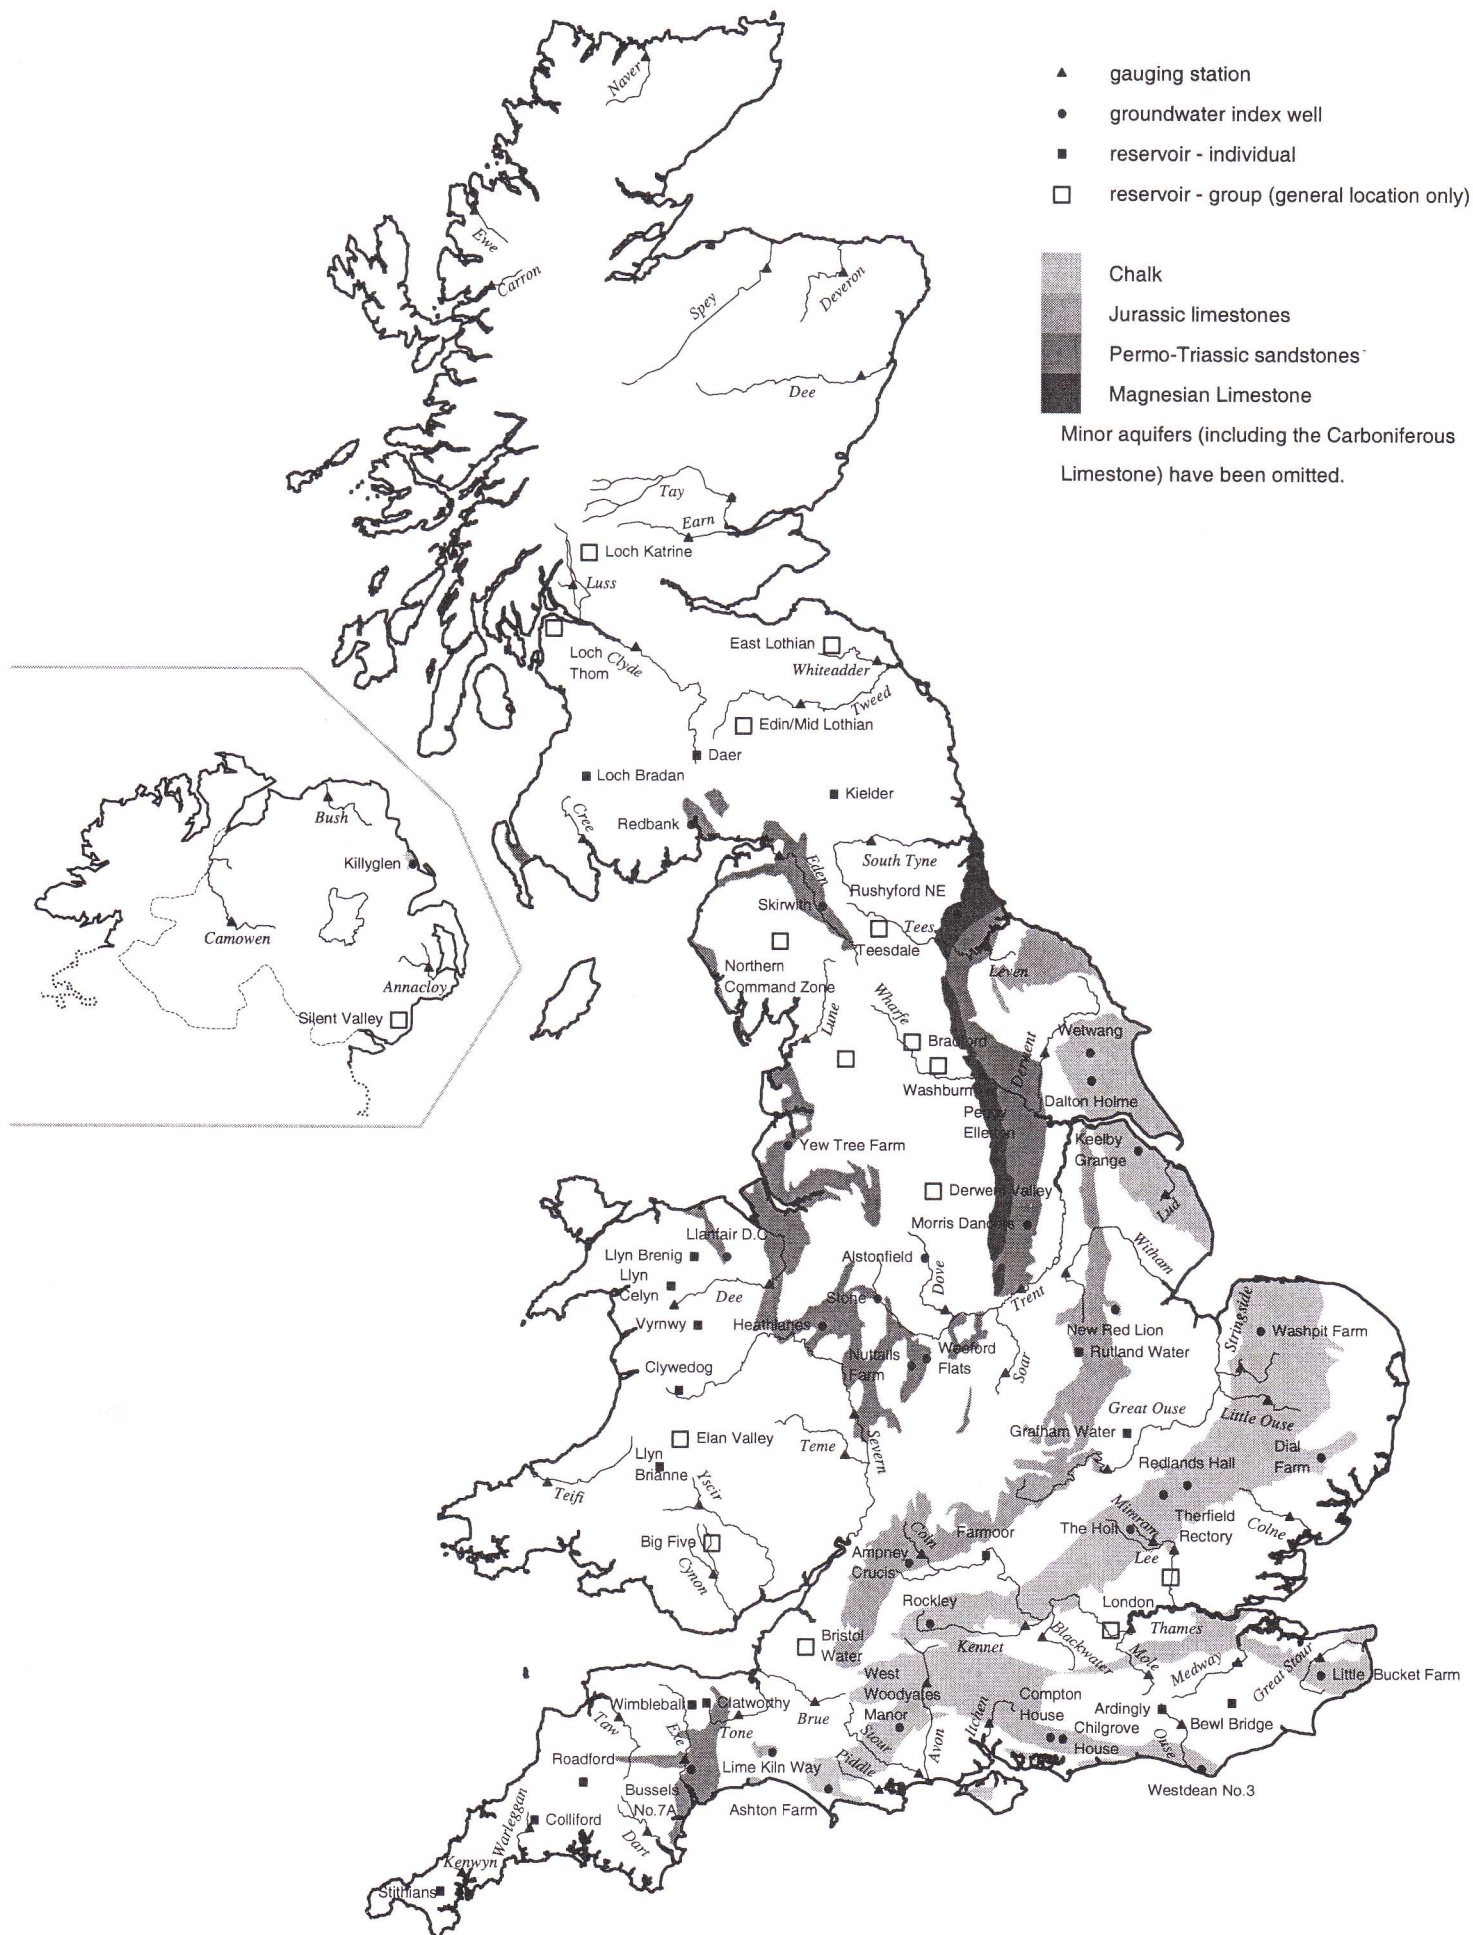 gauging station
groundwater index well
reservoir - individual
reservoir - group (general location only)
Chalk
Jurassic limestones
Permo-Triassic sandstones
Magnesian Limestone
Minor aquifers (including the Carboniferous
Limestone) have been omitted.
Naver
Ewe
Carron
Spey
Deveron
Dee
Tay
Earn
Loch Katrine
Luss
East Lothian
Loch
Thom
Clyde
Whiteadder
Tweed
Edin/Mid Lothian
Daer
Loch Bradan
Kielder
Cree
Redbank
Bush
Killyglen
Camowen
Annacloy
Silent Valley
South Tyne
Eden
Rushyford NE
Skirwith
Tees
Teesdale
Northern
Command Zone
Leven
Lune
Wharfe
Bradford
Washburn
Derwent
Wetwang
Dalton Holme
Peggy
Ellerton
Keelby
Grange
Yew Tree Farm
Derwent Valley
Lud
Morris Dancers
Witham
Llanfair D.C
Llyn Brenig
Alstonfield
Llyn
Celyn
Dee
Dove
Stone
Trent
Vyrnwy
Heathlanes
New Red Lion
Stringside
Washpit Farm
Rutland Water
Nuttalls
Farm
Weeford
Flats
Soar
Clywedog
Great Ouse
Little Ouse
Grafham Water
Elan Valley
Teme
Severn
Dial
Farm
Llyn
Brianne
Redlands Hall
Teifi
Yscir
Mimram
Therfield
Rectory
The Holt
Colne
Coln
Farmoor
Big Five
Ampney
Crucis
Lee
Cynon
Rockley
London
Thames
Bristol
Water
Kennet
Blackwater
Mole
Medway
Great Stour
Little Bucket Farm
West
Woodyates
Manor
Compton
House
Ardingly
Bewl Bridge
Wimbleball
Clatworthy
Brue
Taw
Exe
Tone
Stour
Avon
Itchen
Chilgrove
House
Ouse
Roadford
Lime Kiln Way
Piddle
Bussels
No.7A
Ashton Farm
Westdean No.3
Warleggan
Colliford
Dart
Kenwyn
Stithians